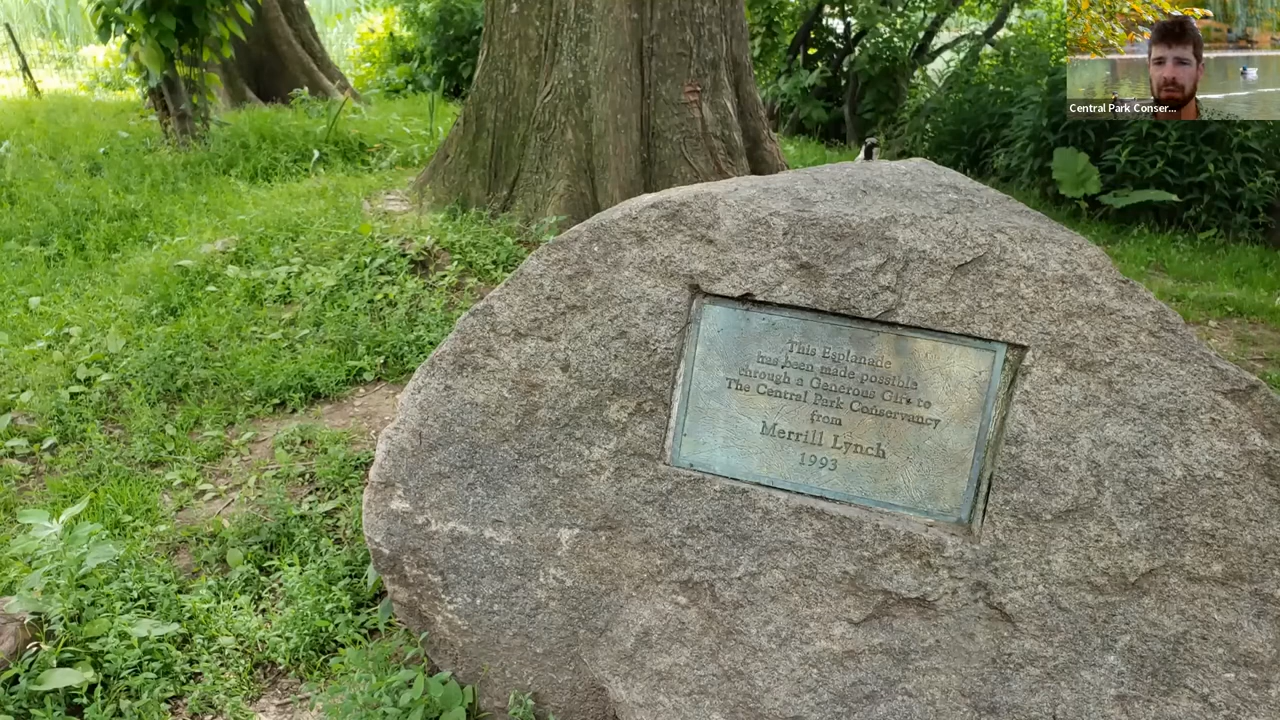 Central Park Conser...
This Esplanade
has been made possible
through a Generous Gift to
The Central Park Conservancy
from
Merrill Lynch
1993